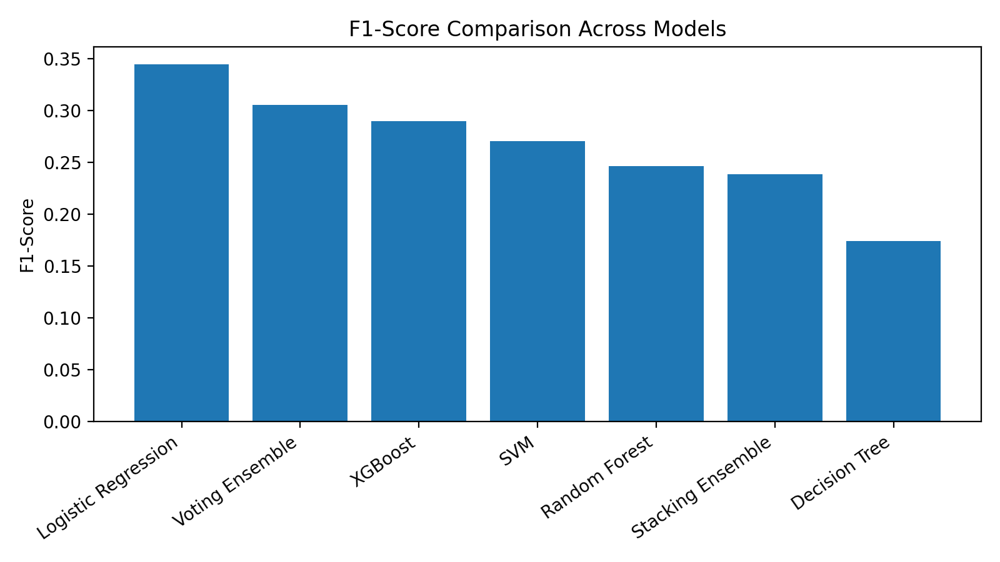 F1-Score Comparison Across Models
F1-Score
0.35
0.30
0.25
0.20
0.15
0.10
0.05
0.00
Logistic Regression
Voting Ensemble
XGBoost
SVM
Random Forest
Stacking Ensemble
Decision Tree